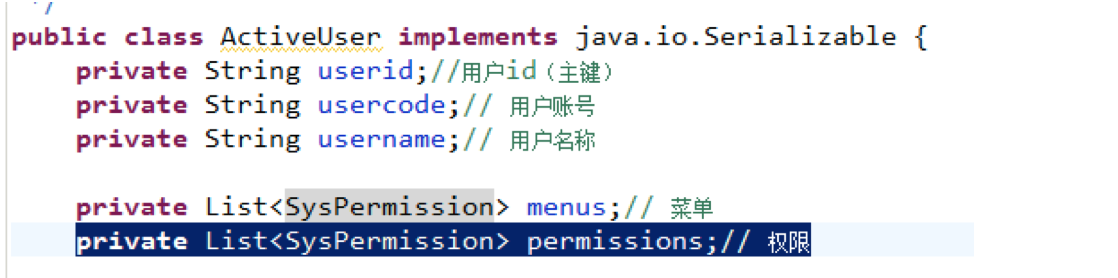 */
public class ActiveUser implements java.io.Serializable {
private String userid;//用户id（主键）
private String usercode;// 用户账号
private String username;// 用户名称
private List<SysPermission> menus;// 菜单
private List<SysPermission> permissions;// 权限